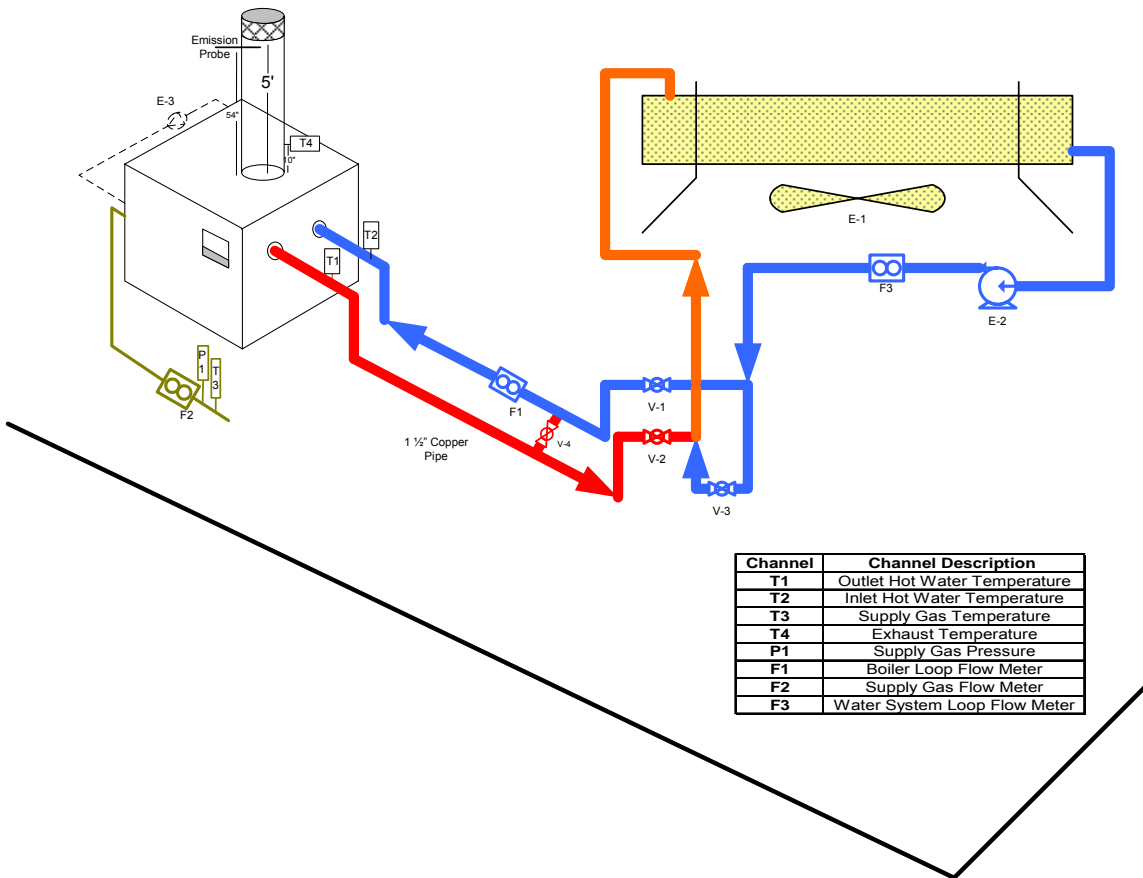 Emission
Probe
5'
E-3
54"
T4
10"
T2
T1
E-1
F3
E-2
P
1
T
3
F2
F1
V-1
V-4
1 ½" Copper
Pipe
V-2
V-3
Channel Channel Description
T1 Outlet Hot Water Temperature
T2 Inlet Hot Water Temperature
T3 Supply Gas Temperature
T4 Exhaust Temperature
P1 Supply Gas Pressure
F1 Boiler Loop Flow Meter
F2 Supply Gas Flow Meter
F3 Water System Loop Flow Meter